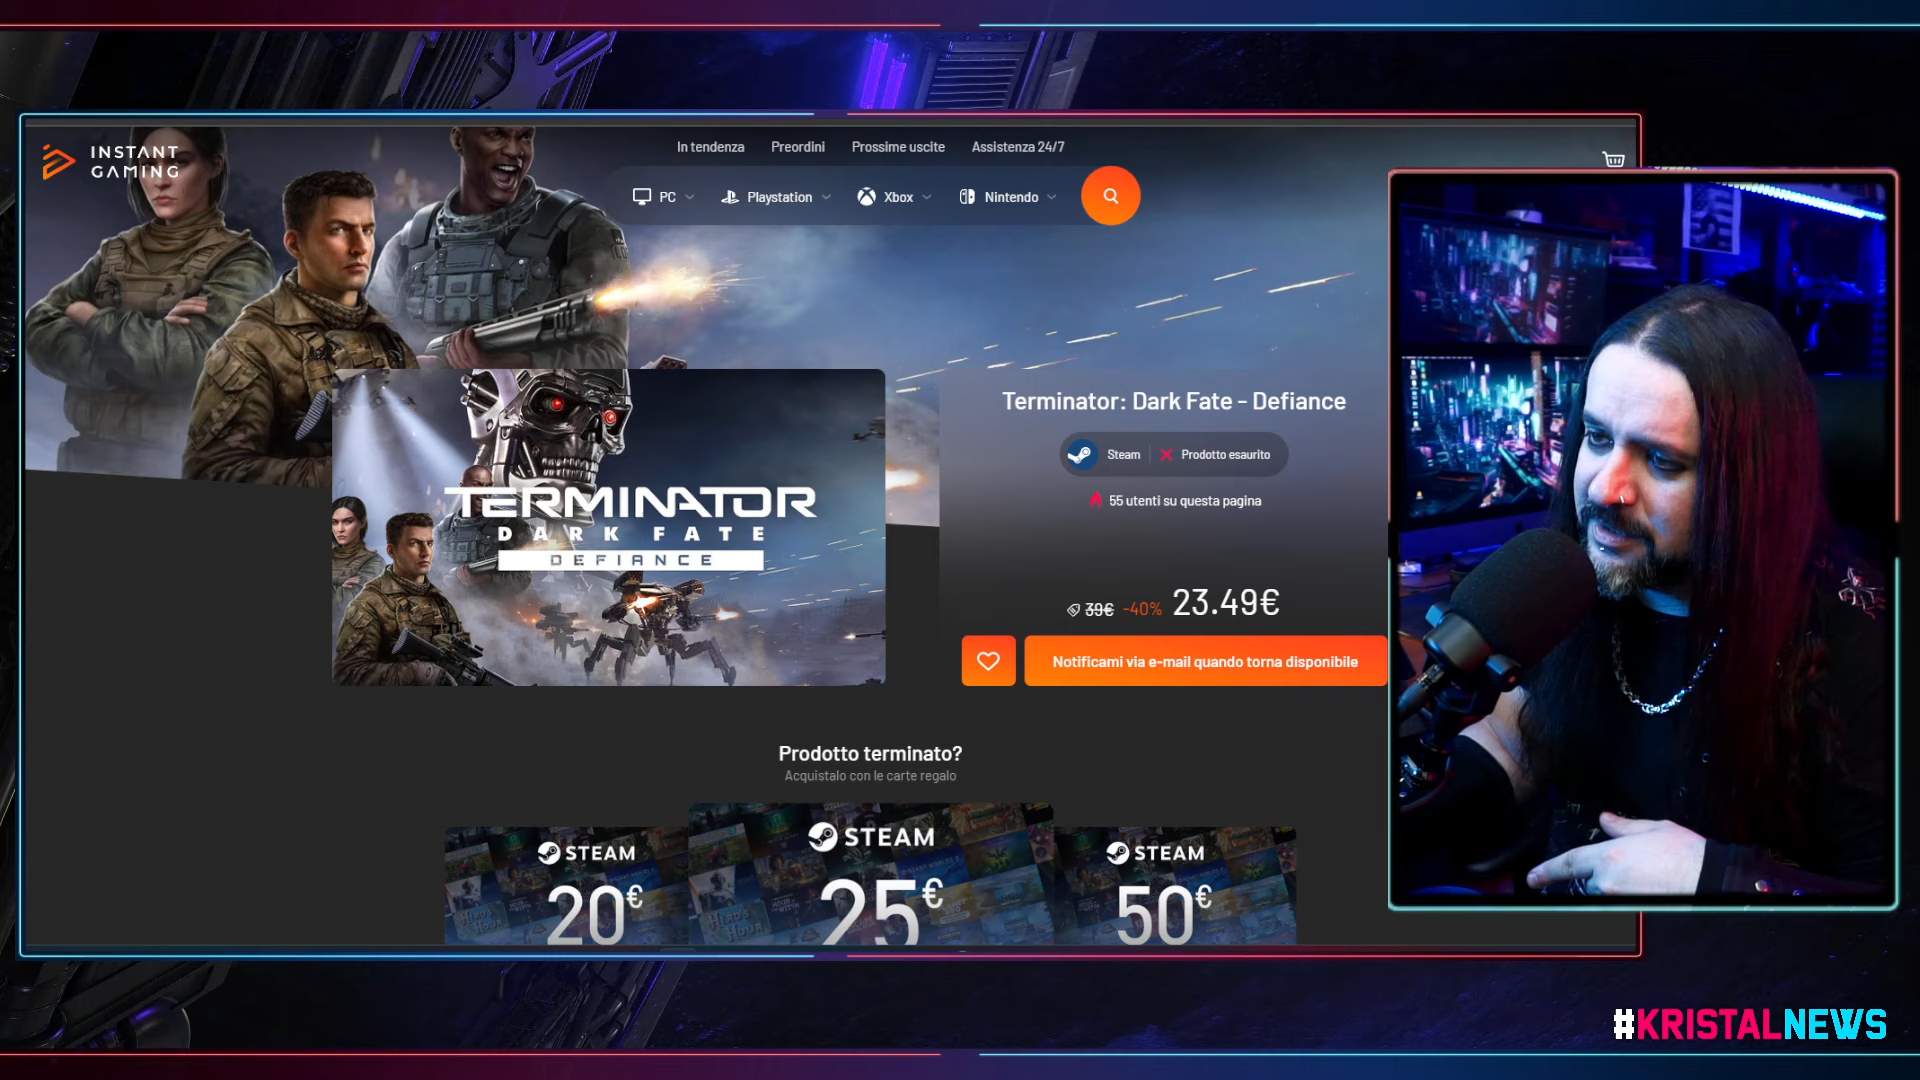 INSTANT
GAMING
In tendenza Preordini Prossime uscite Assistenza 24/7
PC Playstation Xbox Nintendo
TERMINATOR
DARK FATE
DEFIANCE
Terminator: Dark Fate - Defiance
Steam Prodotto esaurito
55 utenti su questa pagina
39€ -40% 23.49€
Notificami via e-mail quando torna disponibile
Prodotto terminato?
Acquistalo con le carte regalo
STEAM
20€
STEAM
25€
STEAM
50€
#KRISTALNEWS